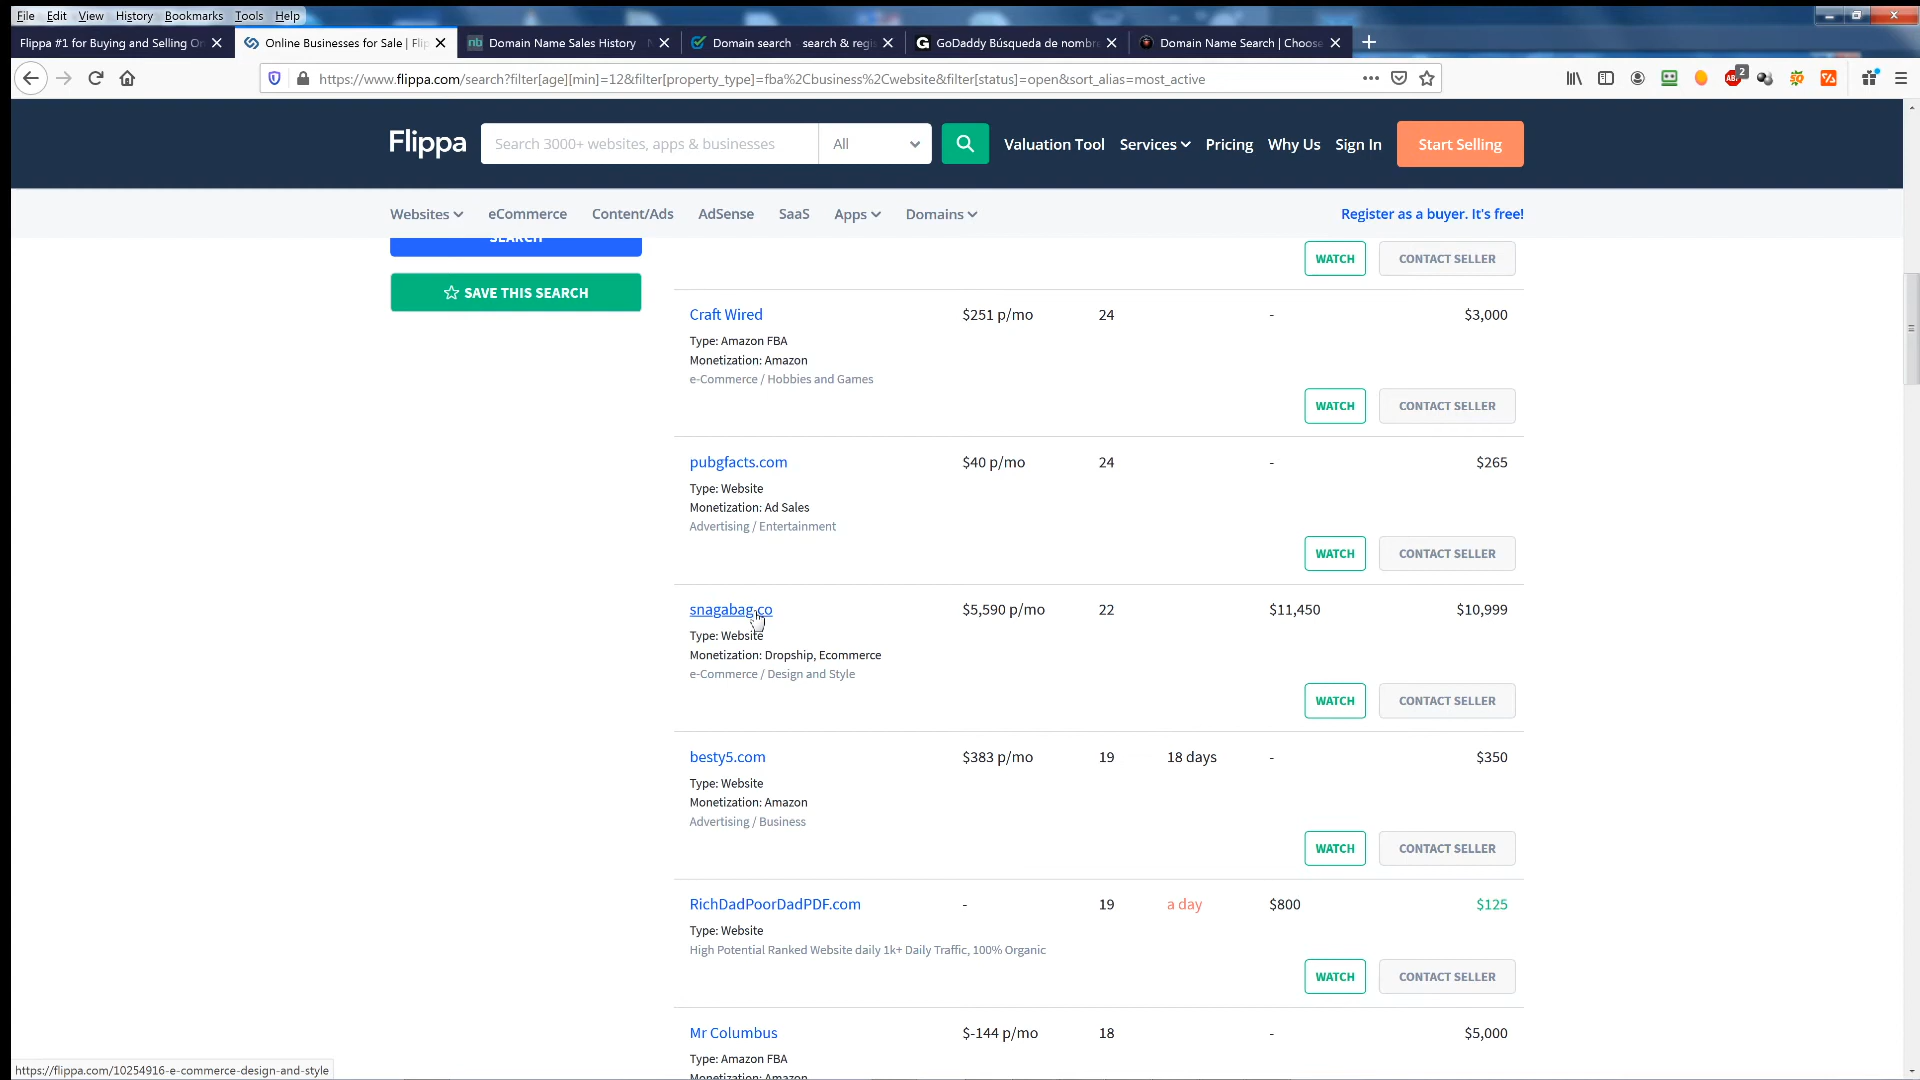 File Edit View History Bookmarks Tools Help
Flippa #1 for Buying and Selling On
Online Businesses for Sale | Flip
Domain Name Sales History
Domain search search & regi
GoDaddy Búsqueda de nombr
Domain Name Search | Choose
https://www.flippa.com/search?filter[age][min]=12&filter[property_type]=fba%2Cbusiness%2Cwebsite&filter[status]=open&sort_alias=most_active
2
Flippa
Search 3000+ websites, apps & businesses
All
Valuation Tool Services Pricing Why Us Sign In Start Selling
Websites eCommerce Content/Ads AdSense SaaS Apps Domains Register as a buyer. It's free!
SEARCH
WATCH CONTACT SELLER
SAVE THIS SEARCH
Craft Wired $251 p/mo 24 - $3,000
Type: Amazon FBA
Monetization: Amazon
e-Commerce / Hobbies and Games
WATCH CONTACT SELLER
pubgfacts.com $40 p/mo 24 - $265
Type: Website
Monetization: Ad Sales
Advertising / Entertainment
WATCH CONTACT SELLER
snagabag.co $5,590 p/mo 22 $11,450 $10,999
Type: Website
Monetization: Dropship, Ecommerce
e-Commerce / Design and Style
WATCH CONTACT SELLER
besty5.com $383 p/mo 19 18 days - $350
Type: Website
Monetization: Amazon
Advertising / Business
WATCH CONTACT SELLER
RichDadPoorDadPDF.com - 19 a day $800 $125
Type: Website
High Potential Ranked Website daily 1k+ Daily Traffic, 100% Organic
WATCH CONTACT SELLER
Mr Columbus $-144 p/mo 18 - $5,000
Type: Amazon FBA
Monetization: Amazon
https://flippa.com/10254916-e-commerce-design-and-style